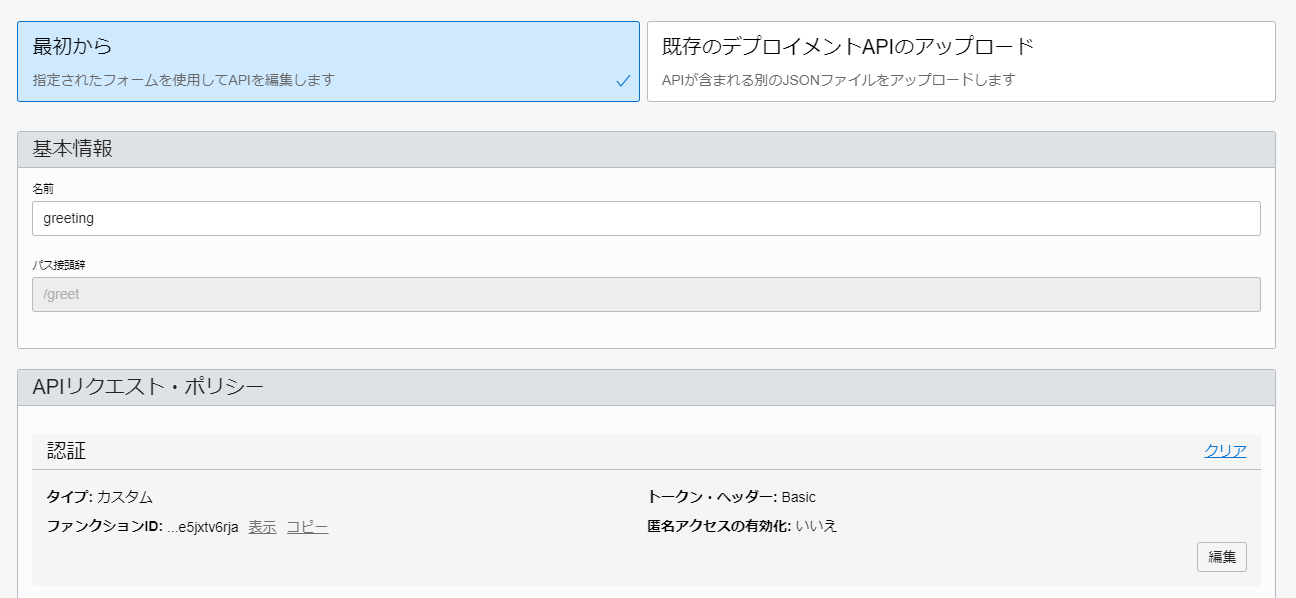 最初から
指定されたフォームを使用してAPIを編集します
既存のデプロイメントAPIのアップロード
APIが含まれる別のJSONファイルをアップロードします
基本情報
名前
greeting
パス接頭辞
/greet
APIリクエスト・ポリシー
認証
クリア
タイプ: カスタム
トークン・ヘッダー: Basic
ファンクションID: ...e5jxtv6rja 表示 コピー
匿名アクセスの有効化: いいえ
編集